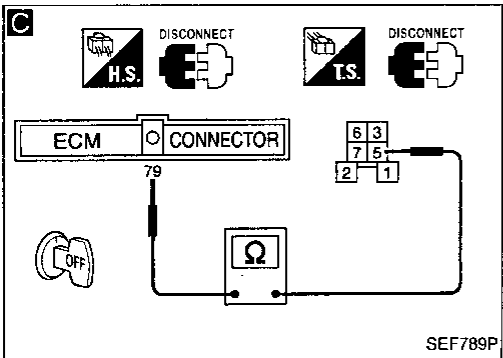 C
DISCONNECT
H.S.
DISCONNECT
T.S.
ECM CONNECTOR
79
6 3
7 5
2 1
OFF
Ω
SEF789P